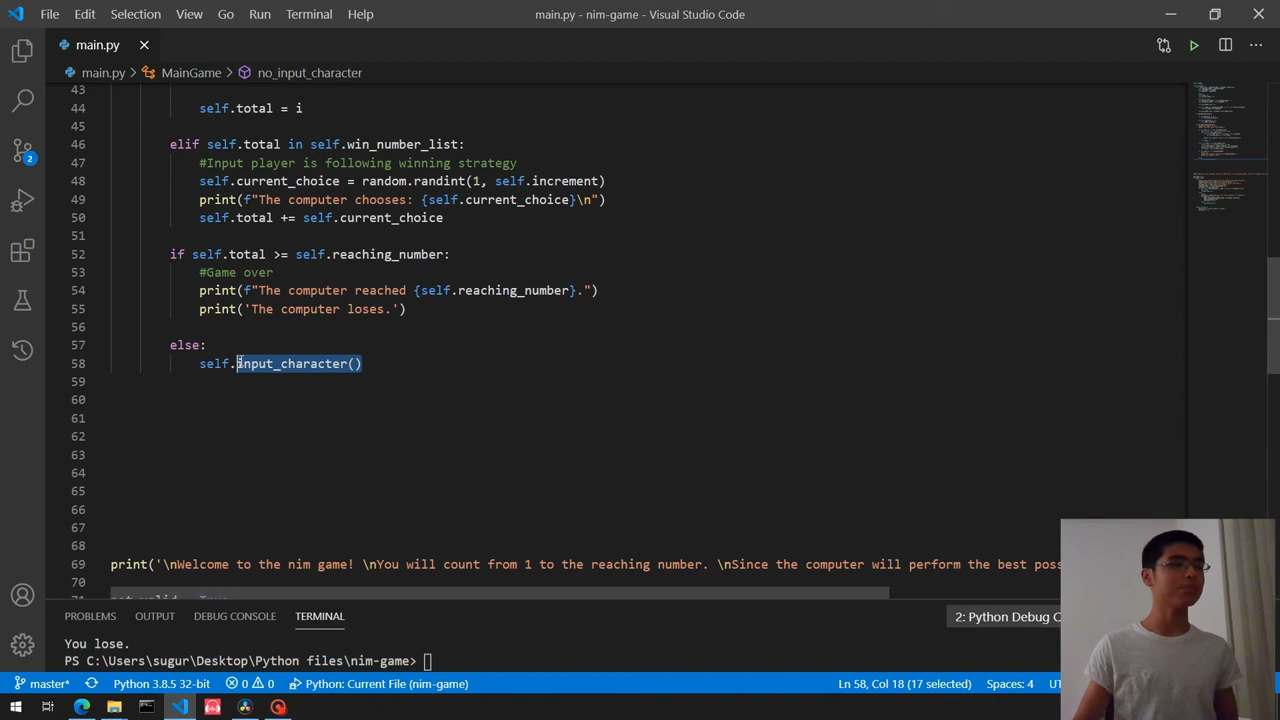 File Edit Selection View Go Run Terminal Help main.py - nim-game - Visual Studio Code
main.py
main.py > MainGame > no_input_character
43
44 self.total = i
45
46 elif self.total in self.win_number_list:
47 #Input player is following winning strategy
48 self.current_choice = random.randint(1, self.increment)
49 print(f"The computer chooses: {self.current_choice}\n")
50 self.total += self.current_choice
51
52 if self.total >= self.reaching_number:
53 #Game over
54 print(f"The computer reached {self.reaching_number}.")
55 print('The computer loses.')
56
57 else:
58 self.input_character()
59
60
61
62
63
64
65
66
67
68
69 print('\nWelcome to the nim game! \nYou will count from 1 to the reaching number. \nSince the computer will perform the best poss
70
71 not_valid = True
PROBLEMS OUTPUT DEBUG CONSOLE TERMINAL 2: Python Debug Co
You lose.
PS C:\Users\sugur\Desktop\Python files\nim-game>
2
master* Python 3.8.5 32-bit 0 0 Python: Current File (nim-game) Ln 58, Col 18 (17 selected) Spaces: 4 UT